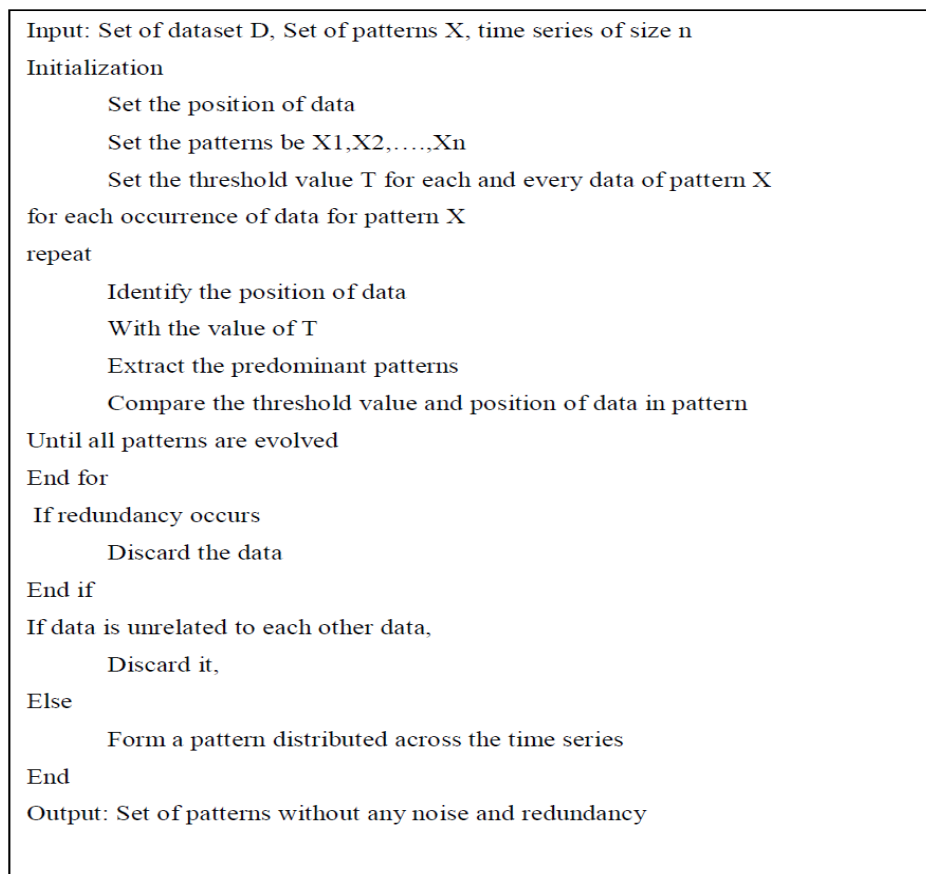 Input: Set of dataset D, Set of patterns X, time series of size n
Initialization
Set the position of data
Set the patterns be X1,X2,….,Xn
Set the threshold value T for each and every data of pattern X
for each occurrence of data for pattern X
repeat
Identify the position of data
With the value of T
Extract the predominant patterns
Compare the threshold value and position of data in pattern
Until all patterns are evolved
End for
If redundancy occurs
Discard the data
End if
If data is unrelated to each other data,
Discard it,
Else
Form a pattern distributed across the time series
End
Output: Set of patterns without any noise and redundancy